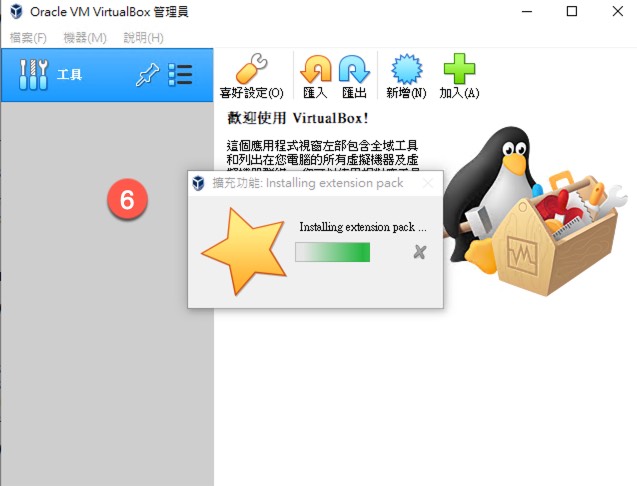 Oracle VM VirtualBox 管理員
檔案(F) 機器(M) 說明(H)
工具
喜好設定(O) 匯入 匯出 新增(N) 加入(A)
歡迎使用 VirtualBox!
這個應用程式視窗左部包含全域工具
和列出在您電腦的所有虛擬機器及虛
擴充功能: Installing extension pack
6
Installing extension pack ...